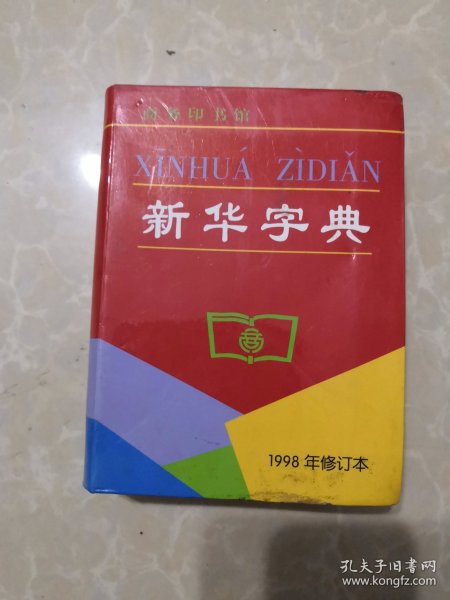 商务印书馆
XĪNHUÁ ZÌDIǍN
新华字典
商
1998年修订本
孔夫子旧书网
www.kongfz.com